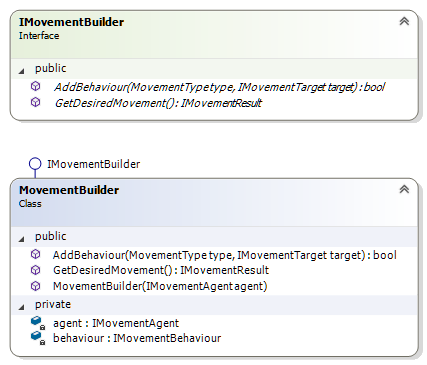 IMovementBuilder
Interface
public
AddBehaviour(MovementType type, IMovementTarget target) : bool
GetDesiredMovement() : IMovementResult
IMovementBuilder
MovementBuilder
Class
public
AddBehaviour(MovementType type, IMovementTarget target) : bool
GetDesiredMovement() : IMovementResult
MovementBuilder(IMovementAgent agent)
private
agent : IMovementAgent
behaviour : IMovementBehaviour